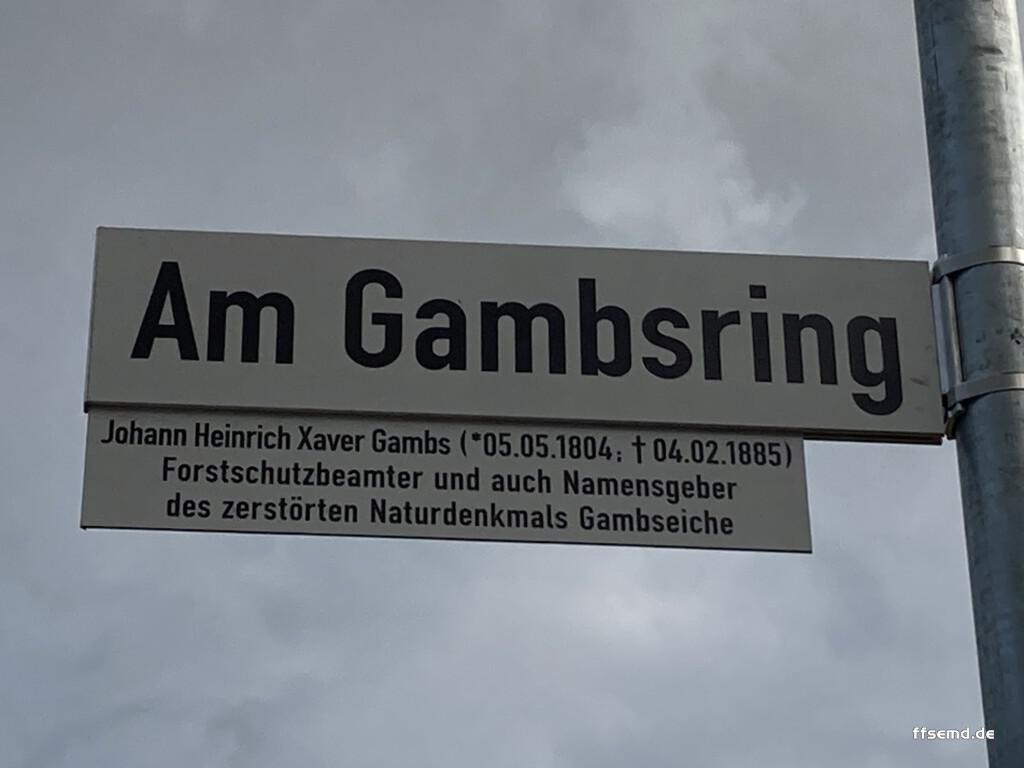 Am Gambsring
Johann Heinrich Xaver Gambs (*05.05.1804; † 04.02.1885)
Forstschutzbeamter und auch Namensgeber
des zerstörten Naturdenkmals Gambseiche
ffsemd.de